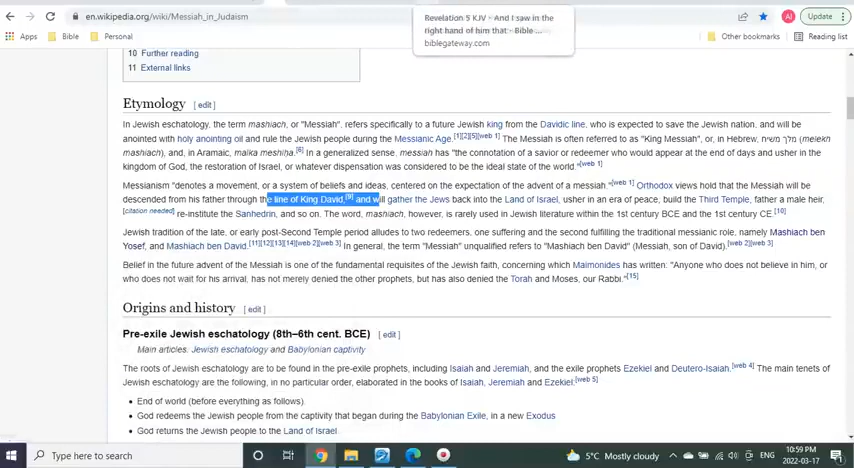 en.wikipedia.org/wiki/Messiah_in_Judaism
Revelation 5 KJV - And I saw in the
right hand of him that - Bible ...
biblegateway.com
AI
Update
Apps
Bible
Personal
Other bookmarks
Reading list
10 Further reading
11 External links
Etymology [ edit ]
In Jewish eschatology, the term mashiach, or "Messiah", refers specifically to a future Jewish king from the Davidic line, who is expected to save the Jewish nation, and will be
anointed with holy anointing oil and rule the Jewish people during the Messianic Age.[1][2][5][web 1] The Messiah is often referred to as "King Messiah", or, in Hebrew, מלך משיח (melekh
mashiach), and, in Aramaic, malka meshiḥa.[6] In a generalized sense, messiah has "the connotation of a savior or redeemer who would appear at the end of days and usher in the
kingdom of God, the restoration of Israel, or whatever dispensation was considered to be the ideal state of the world."[web 1]
Messianism "denotes a movement, or a system of beliefs and ideas, centered on the expectation of the advent of a messiah."[web 1] Orthodox views hold that the Messiah will be
descended from his father through the line of King David,[9] and will gather the Jews back into the Land of Israel, usher in an era of peace, build the Third Temple, father a male heir,
[citation needed] re-institute the Sanhedrin, and so on. The word, mashiach, however, is rarely used in Jewish literature within the 1st century BCE and the 1st century CE.[10]
Jewish tradition of the late, or early post-Second Temple period alludes to two redeemers, one suffering and the second fulfilling the traditional messianic role, namely Mashiach ben
Yosef, and Mashiach ben David.[11][12][13][14][web 2][web 3] In general, the term "Messiah" unqualified refers to "Mashiach ben David" (Messiah, son of David).[web 2][web 3]
Belief in the future advent of the Messiah is one of the fundamental requisites of the Jewish faith, concerning which Maimonides has written: "Anyone who does not believe in him, or
who does not wait for his arrival, has not merely denied the other prophets, but has also denied the Torah and Moses, our Rabbi."[15]
Origins and history [ edit ]
Pre-exile Jewish eschatology (8th–6th cent. BCE) [ edit ]
Main articles: Jewish eschatology and Babylonian captivity
The roots of Jewish eschatology are to be found in the pre-exile prophets, including Isaiah and Jeremiah, and the exile prophets Ezekiel and Deutero-Isaiah.[web 4] The main tenets of
Jewish eschatology are the following, in no particular order, elaborated in the books of Isaiah, Jeremiah and Ezekiel:[web 5]
• End of world (before everything as follows).
• God redeems the Jewish people from the captivity that began during the Babylonian Exile, in a new Exodus
• God returns the Jewish people to the Land of Israel
Type here to search
5°C Mostly cloudy
ENG
10:59 PM
2022-03-17